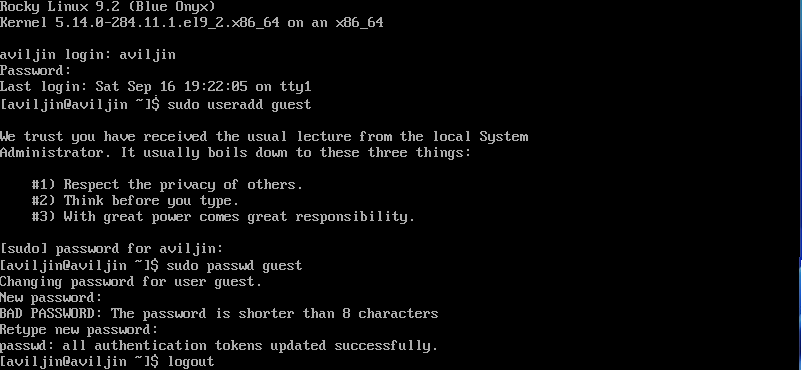 Rocky Linux 9.2 (Blue Onyx)
Kernel 5.14.0-284.11.1.el9_2.x86_64 on an x86_64
aviljin login: aviljin
Password:
Last login: Sat Sep 16 19:22:05 on tty1
[aviljin@aviljin ~]$ sudo useradd guest
We trust you have received the usual lecture from the local System
Administrator. It usually boils down to these three things:
#1) Respect the privacy of others.
#2) Think before you type.
#3) With great power comes great responsibility.
[sudo] password for aviljin:
[aviljin@aviljin ~]$ sudo passwd guest
Changing password for user guest.
New password:
BAD PASSWORD: The password is shorter than 8 characters
Retype new password:
passwd: all authentication tokens updated successfully.
[aviljin@aviljin ~]$ logout